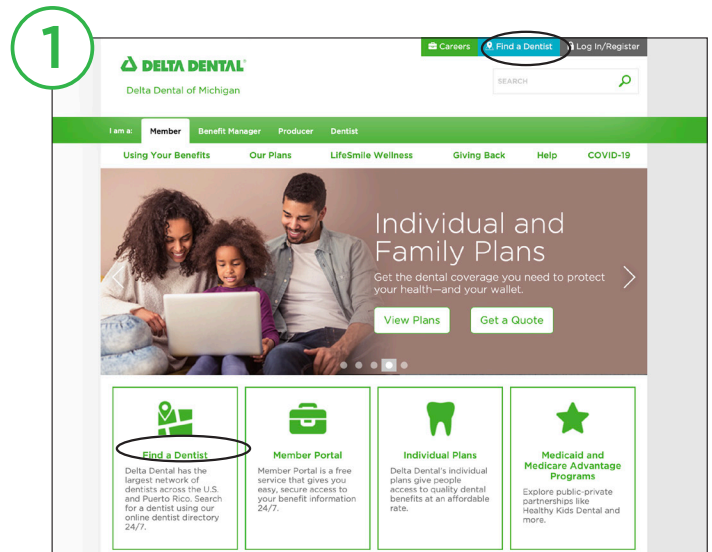 1
Careers Find a Dentist Log In/Register
DELTA DENTAL®
SEARCH
Delta Dental of Michigan
I am a: Member Benefit Manager Producer Dentist
Using Your Benefits Our Plans LifeSmile Wellness Giving Back Help COVID-19
Individual and
Family Plans
Get the dental coverage you need to protect
your health—and your wallet.
View Plans Get a Quote
Find a Dentist
Delta Dental has the
largest network of
dentists across the U.S.
and Puerto Rico. Search
for a dentist using our
online dentist directory
24/7.
Member Portal
Member Portal is a free
service that gives you
easy, secure access to
your benefit information
24/7.
Individual Plans
Delta Dental's individual
plans give people
access to quality dental
benefits at an affordable
rate.
Medicaid and
Medicare Advantage
Programs
Explore public-private
partnerships like
Healthy Kids Dental and
more.